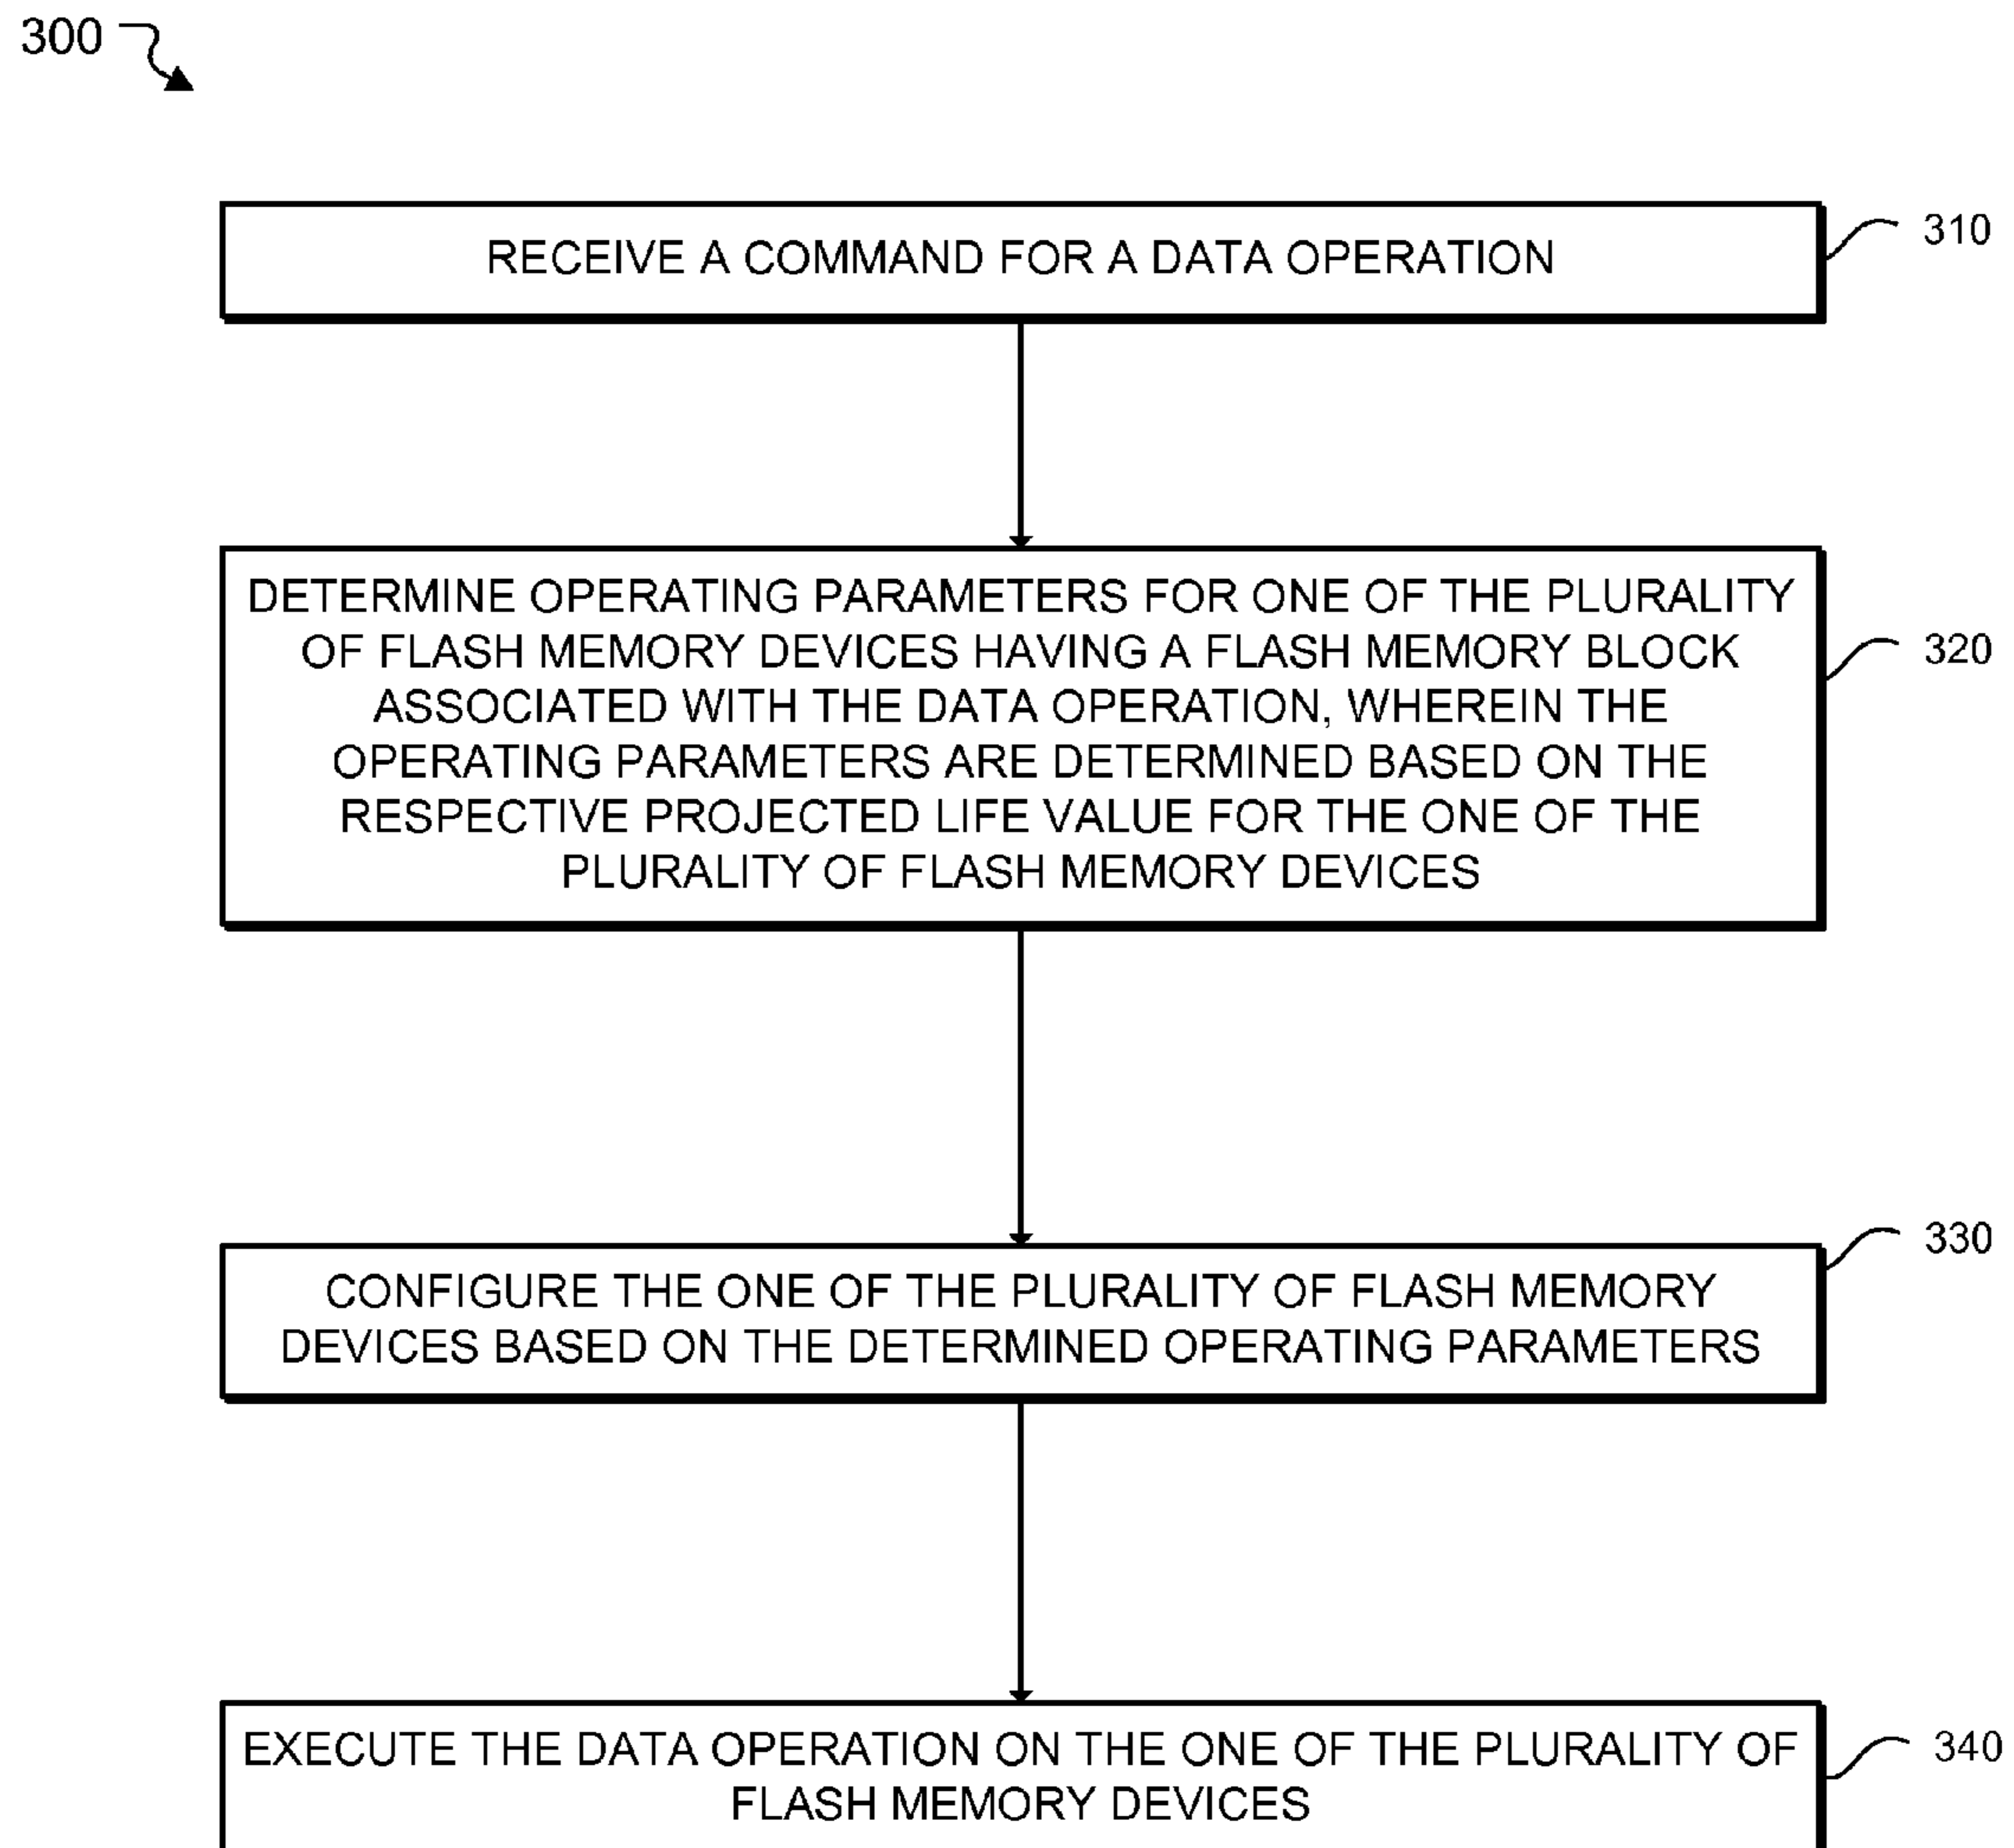 300
RECEIVE A COMMAND FOR A DATA OPERATION
310
DETERMINE OPERATING PARAMETERS FOR ONE OF THE PLURALITY
OF FLASH MEMORY DEVICES HAVING A FLASH MEMORY BLOCK
ASSOCIATED WITH THE DATA OPERATION, WHEREIN THE
OPERATING PARAMETERS ARE DETERMINED BASED ON THE
RESPECTIVE PROJECTED LIFE VALUE FOR THE ONE OF THE
PLURALITY OF FLASH MEMORY DEVICES
320
CONFIGURE THE ONE OF THE PLURALITY OF FLASH MEMORY
DEVICES BASED ON THE DETERMINED OPERATING PARAMETERS
330
EXECUTE THE DATA OPERATION ON THE ONE OF THE PLURALITY OF
FLASH MEMORY DEVICES
340